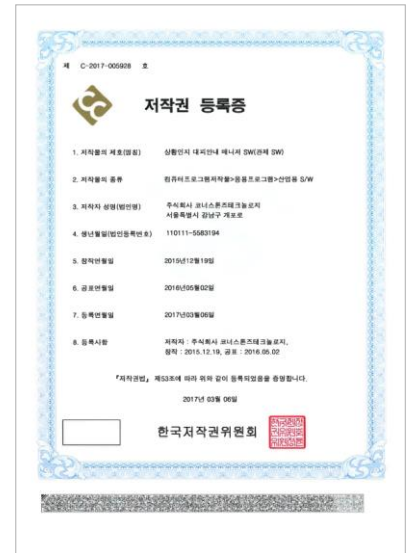 제 C-2017-005928 호
저작권 등록증
1. 저작물의 제호(명칭) 상황인지 대피안내 매니저 SW(관제 SW)
2. 저작물의 종류 컴퓨터프로그램저작물>응용프로그램>산업용 S/W
3. 저작자 성명(법인명) 주식회사 코너스톤즈테크놀로지
서울특별시 강남구 개포로
4. 생년월일(법인등록번호) 110111-5583194
5. 창작연월일 2015년12월19일
6. 공표연월일 2016년05월02일
7. 등록연월일 2017년03월06일
8. 등록사항 저작자 : 주식회사 코너스톤즈테크놀로지,
창작 : 2015.12.19, 공표 : 2016.05.02
『저작권법』 제53조에 따라 위와 같이 등록되었음을 증명합니다.
2017년 03월 06일
한국저작권위원회